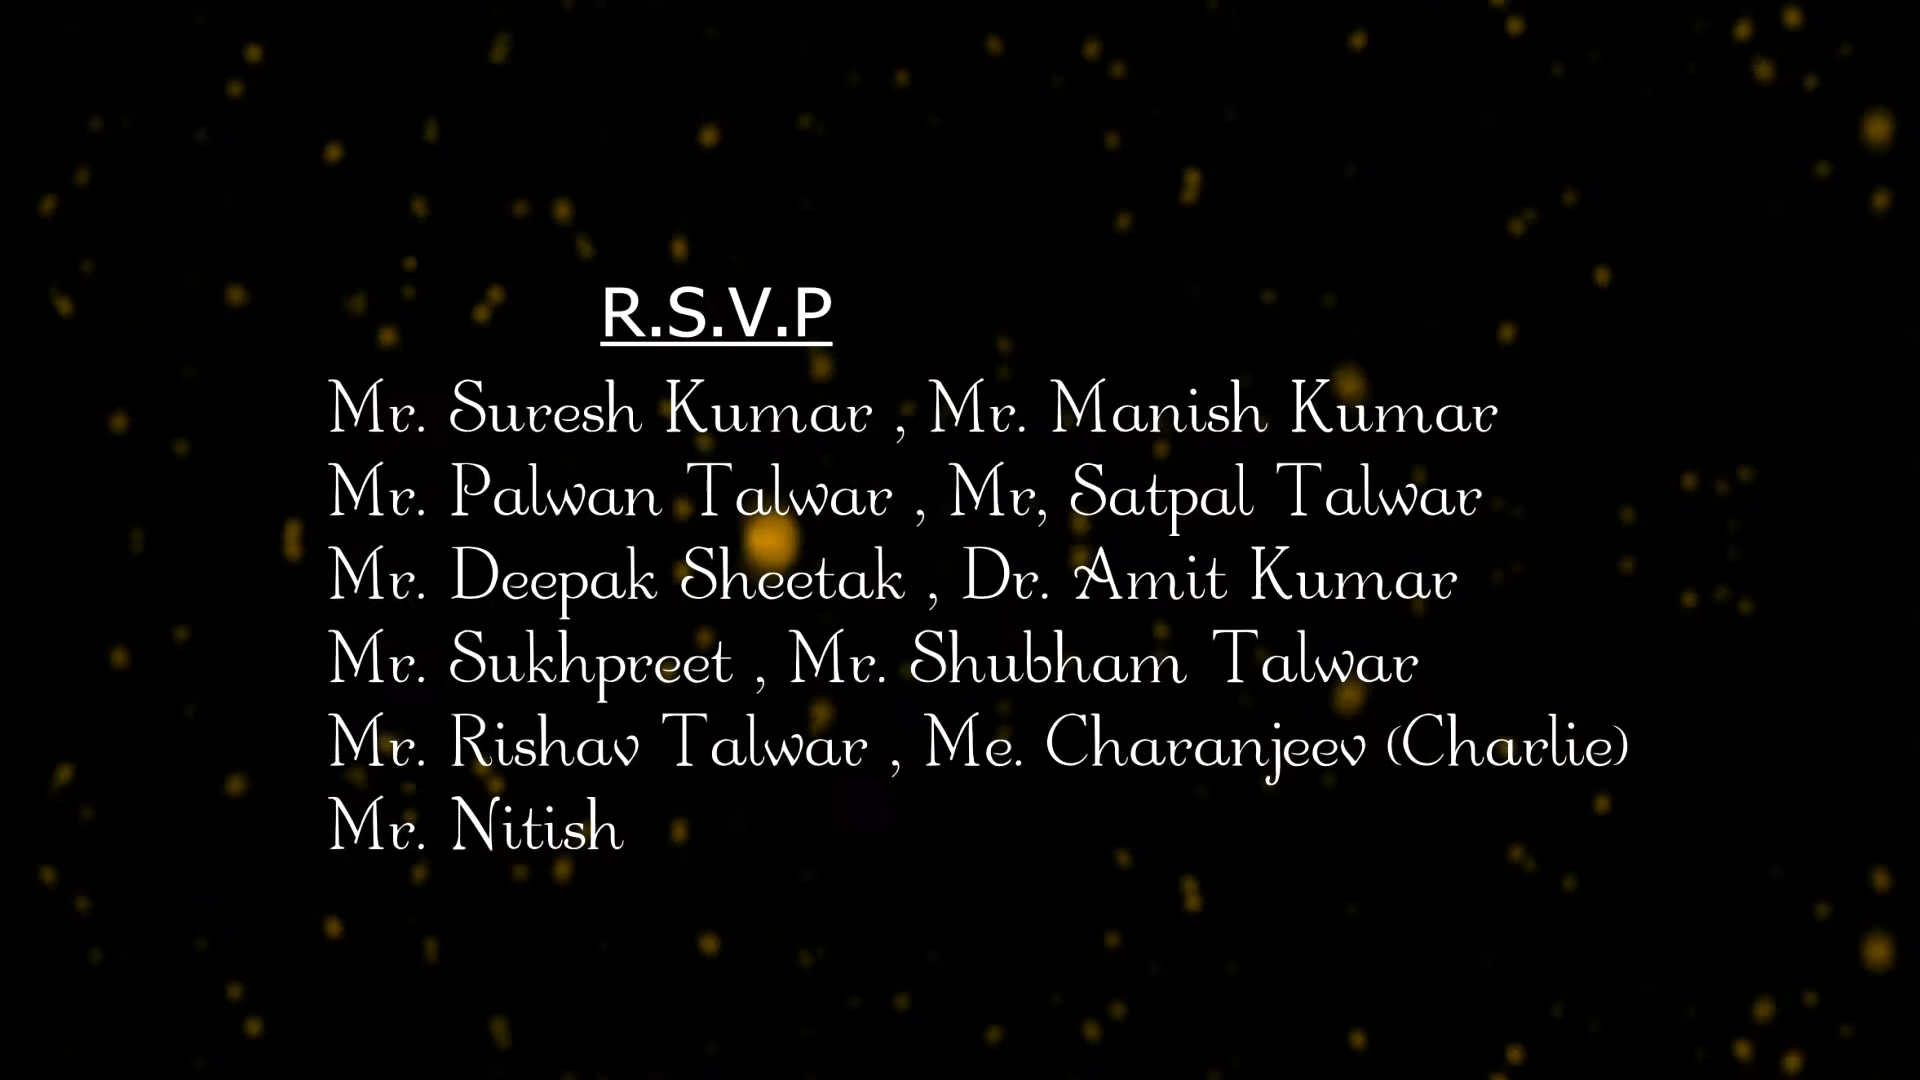 R.S.V.P
Mr. Suresh Kumar , Mr. Manish Kumar
Mr. Palwan Talwar , Mr, Satpal Talwar
Mr. Deepak Sheetak , Dr. Amit Kumar
Mr. Sukhpreet , Mr. Shubham Talwar
Mr. Rishav Talwar , Me. Charanjeev (Charlie)
Mr. Nitish